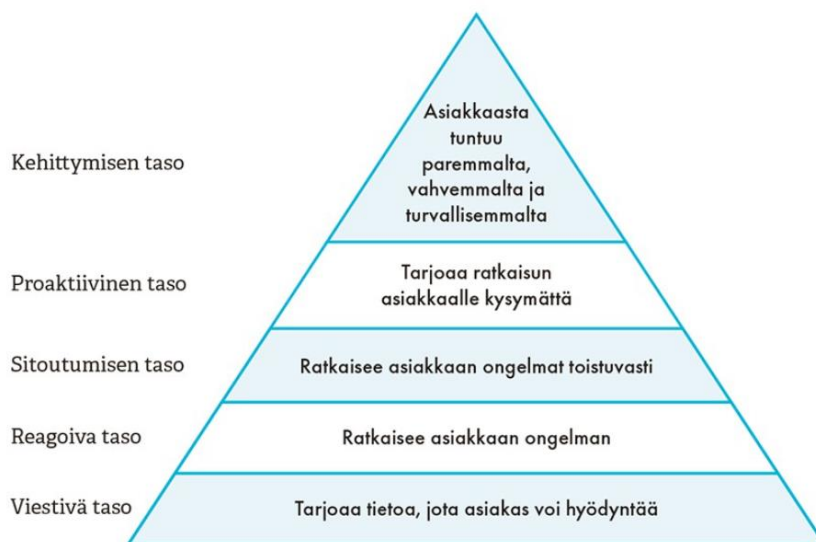 Kehittymisen taso
Asiakkaasta
tuntuu
paremmalta,
vahvemmalta ja
turvallisemmalta
Proaktiivinen taso
Tarjoaa ratkaisun
asiakkaalle kysymättä
Sitoutumisen taso
Ratkaisee asiakkaan ongelmat toistuvasti
Reagoiva taso
Ratkaisee asiakkaan ongelman
Viestivä taso
Tarjoaa tietoa, jota asiakas voi hyödyntää